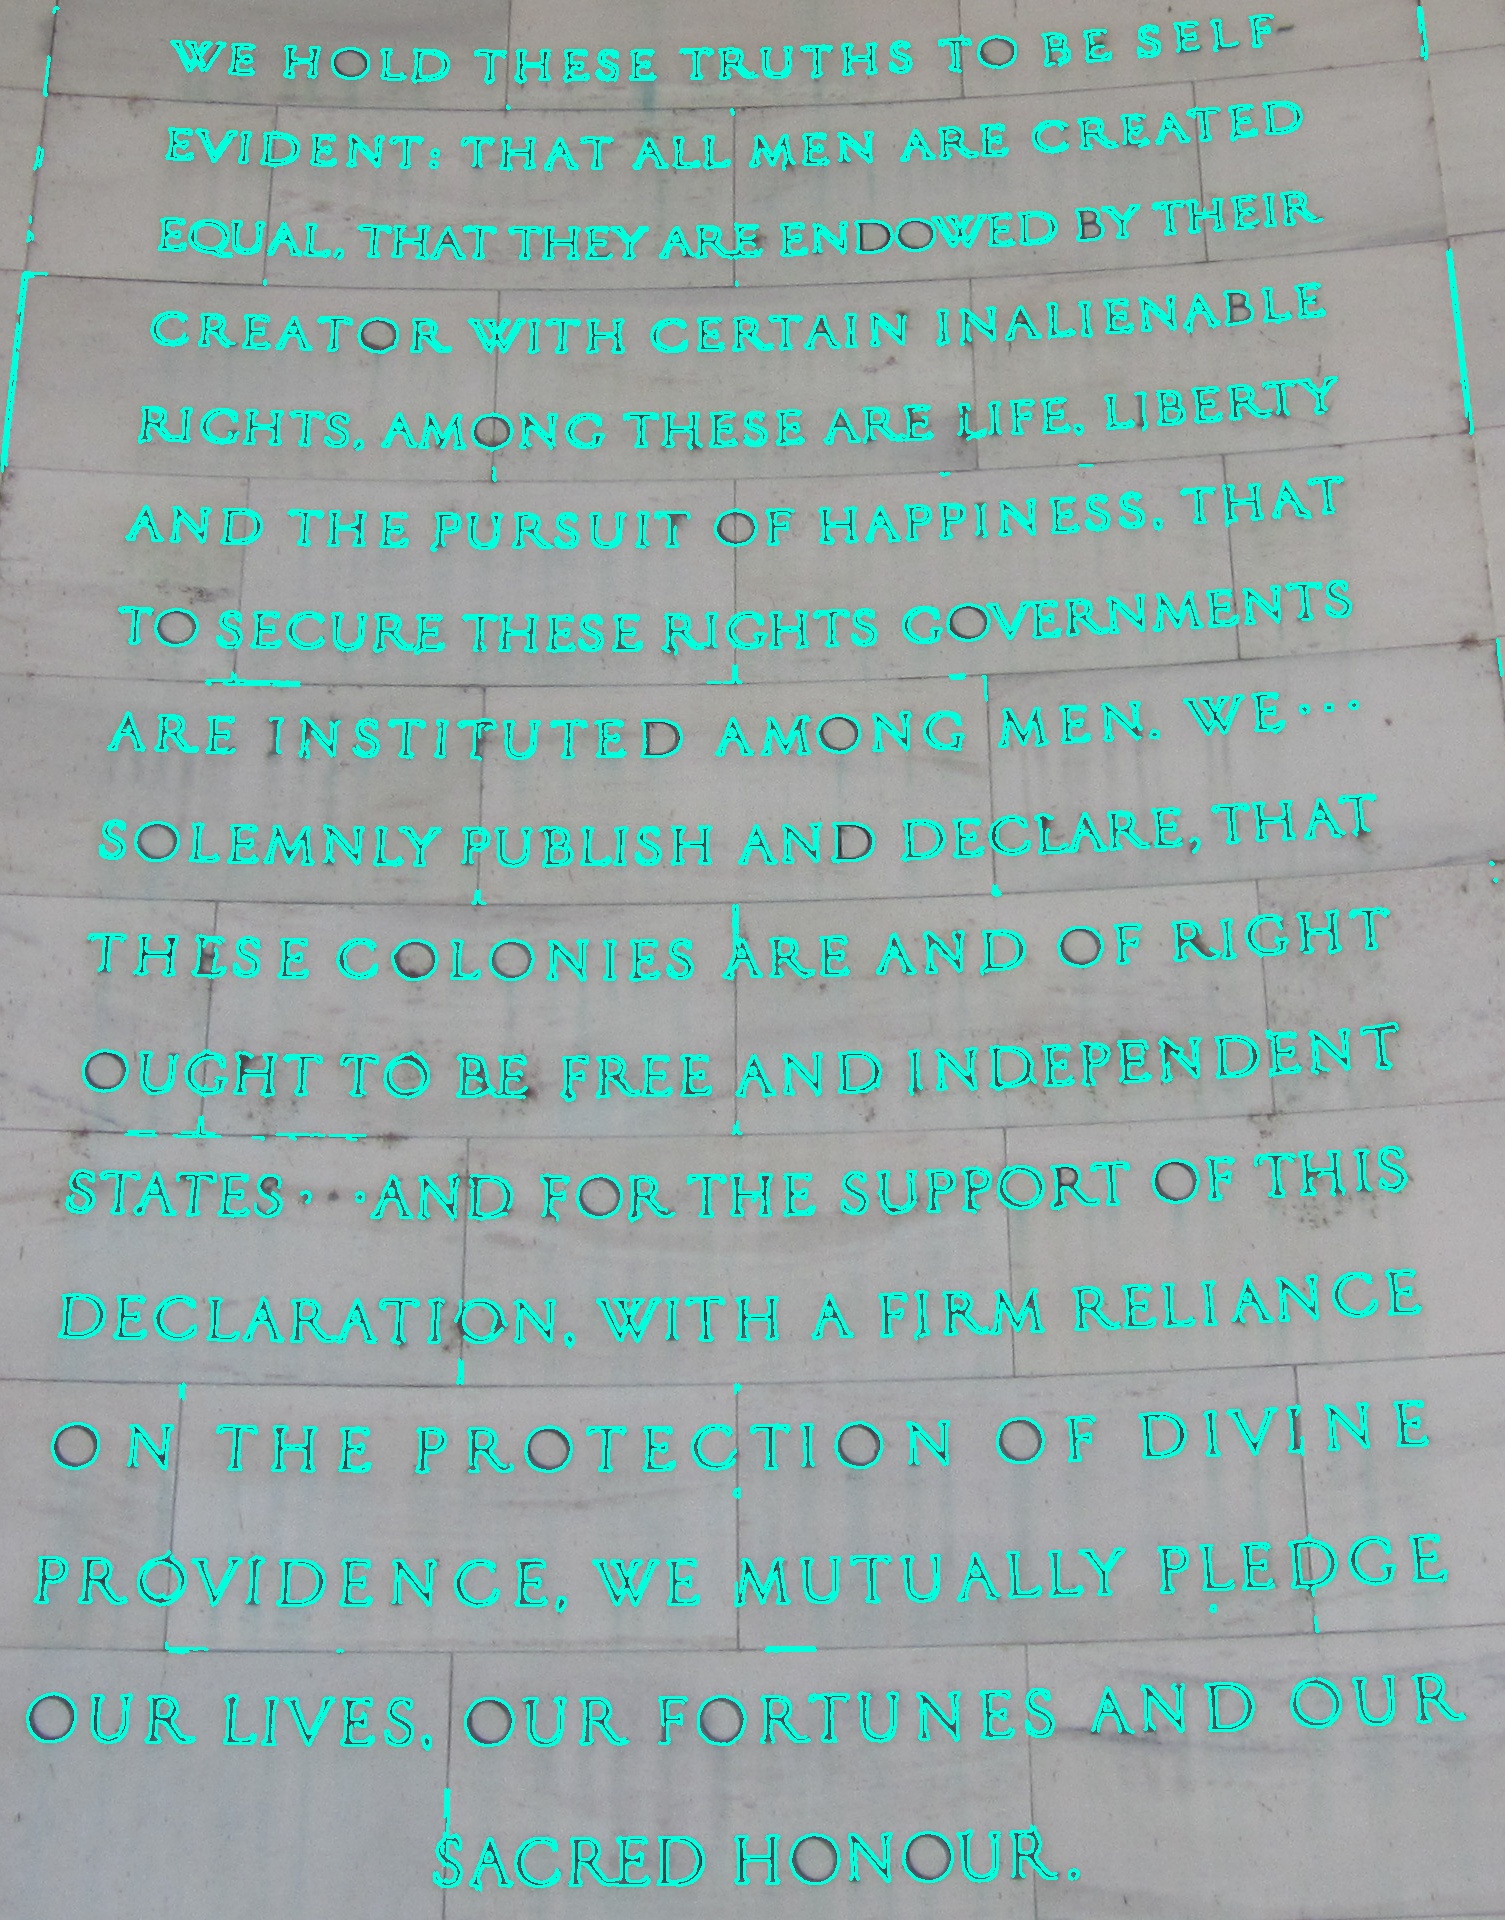 WE HOLD THESE TRUTHS TO BE SELF-
EVIDENT: THAT ALL MEN ARE CREATED
EQUAL, THAT THEY ARE ENDOWED BY THEIR
CREATOR WITH CERTAIN INALIENABLE
RIGHTS, AMONG THESE ARE LIFE, LIBERTY
AND THE PURSUIT OF HAPPINESS. THAT
TO SECURE THESE RIGHTS GOVERNMENTS
ARE INSTITUTED AMONG MEN. WE···
SOLEMNLY PUBLISH AND DECLARE, THAT
THESE COLONIES ARE AND OF RIGHT
OUGHT TO BE FREE AND INDEPENDENT
STATES···AND FOR THE SUPPORT OF THIS
DECLARATION, WITH A FIRM RELIANCE
ON THE PROTECTION OF DIVINE
PROVIDENCE, WE MUTUALLY PLEDGE
OUR LIVES, OUR FORTUNES AND OUR
SACRED HONOUR.